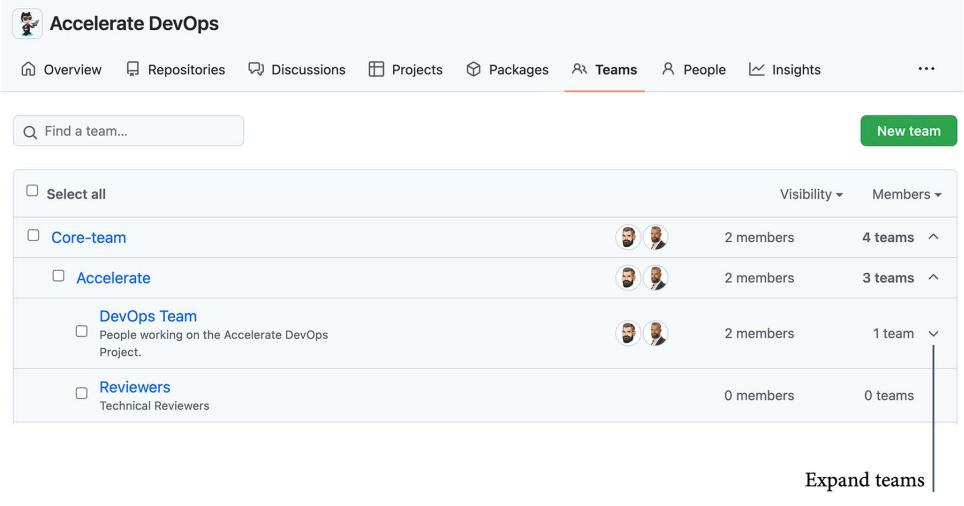 Accelerate DevOps
Overview Repositories Discussions Projects Packages Teams People Insights ...
Find a team... New team
Select all Visibility Members
Core-team 2 members 4 teams
Accelerate 2 members 3 teams
DevOps Team
People working on the Accelerate DevOps 2 members 1 team
Project.
Reviewers
0 members 0 teams
Technical Reviewers
Expand teams